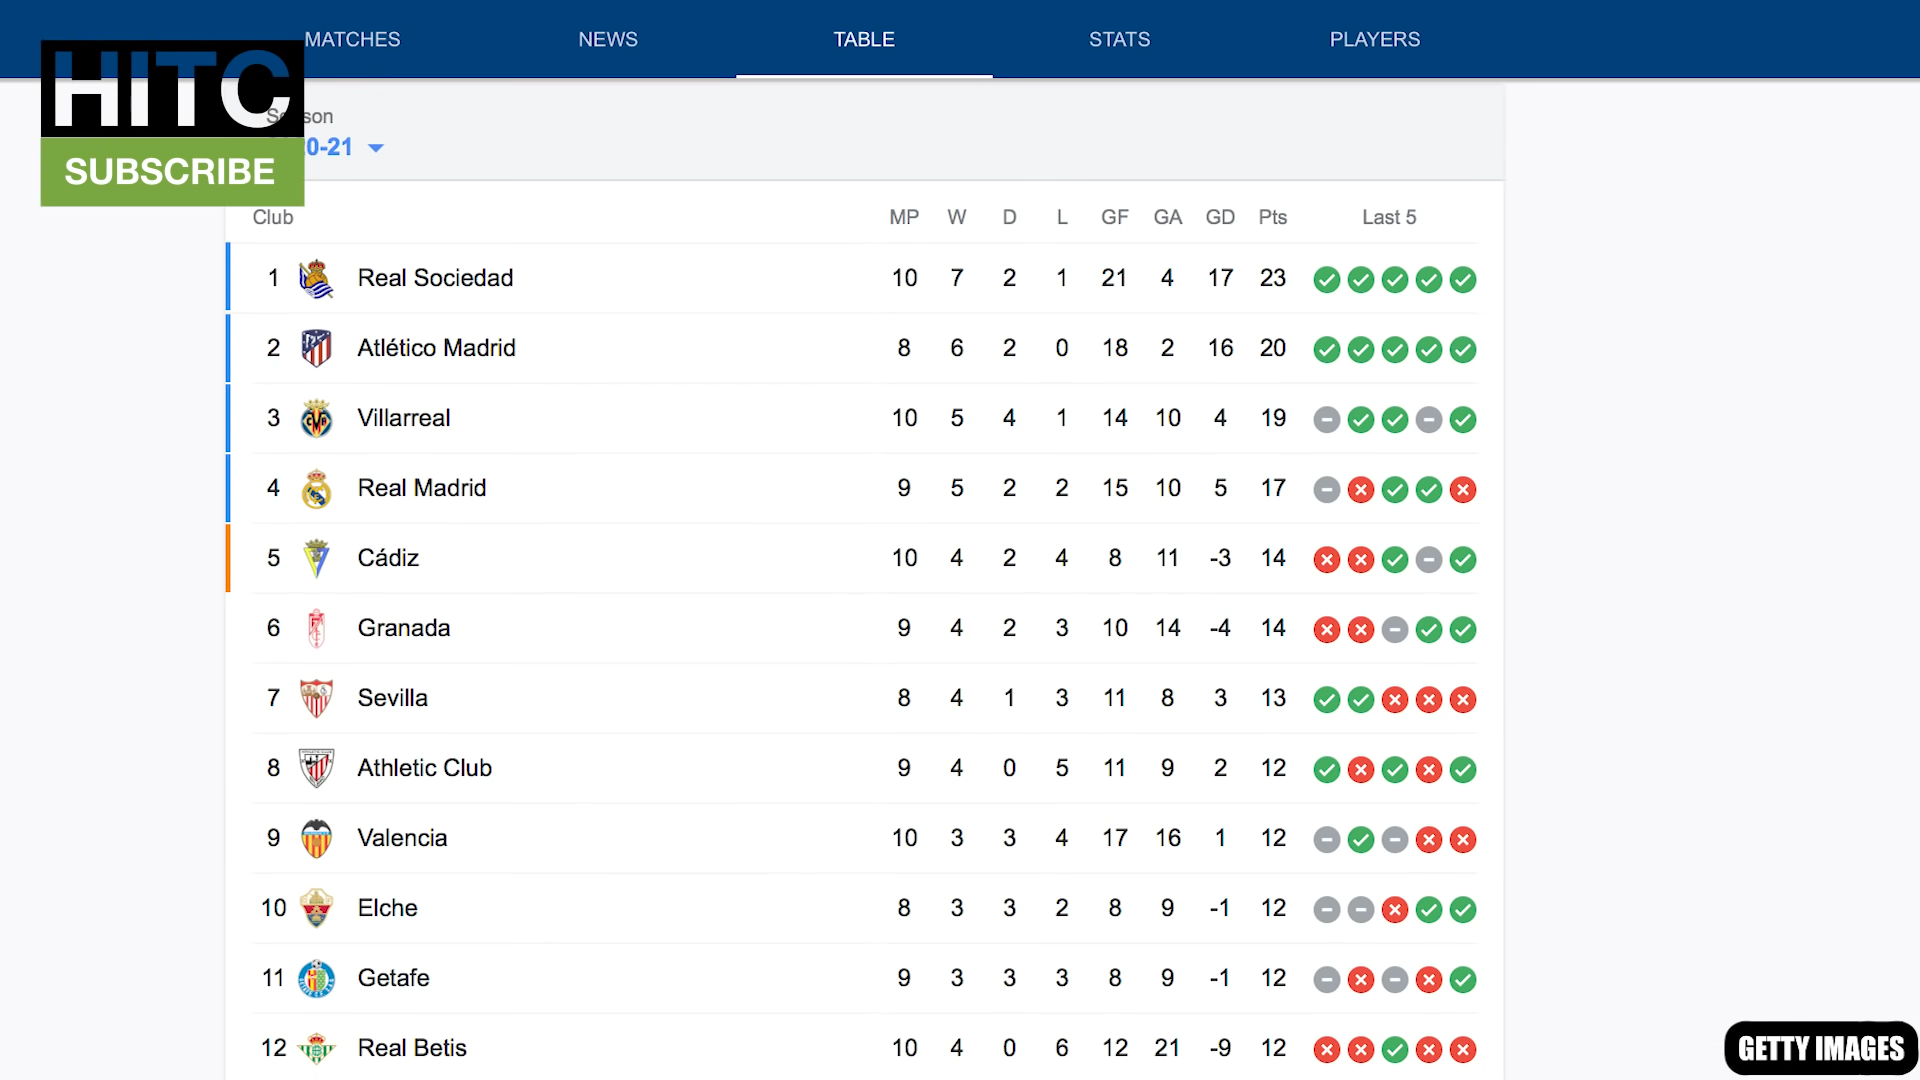 MATCHES NEWS TABLE STATS PLAYERS
HITC
SUBSCRIBE
Season
20-21
Club MP W D L GF GA GD Pts Last 5
1 Real Sociedad 10 7 2 1 21 4 17 23
2 Atlético Madrid 8 6 2 0 18 2 16 20
3 Villarreal 10 5 4 1 14 10 4 19
4 Real Madrid 9 5 2 2 15 10 5 17
5 Cádiz 10 4 2 4 8 11 -3 14
6 Granada 9 4 2 3 10 14 -4 14
7 Sevilla 8 4 1 3 11 8 3 13
8 Athletic Club 9 4 0 5 11 9 2 12
9 Valencia 10 3 3 4 17 16 1 12
10 Elche 8 3 3 2 8 9 -1 12
11 Getafe 9 3 3 3 8 9 -1 12
12 Real Betis 10 4 0 6 12 21 -9 12
GETTY IMAGES